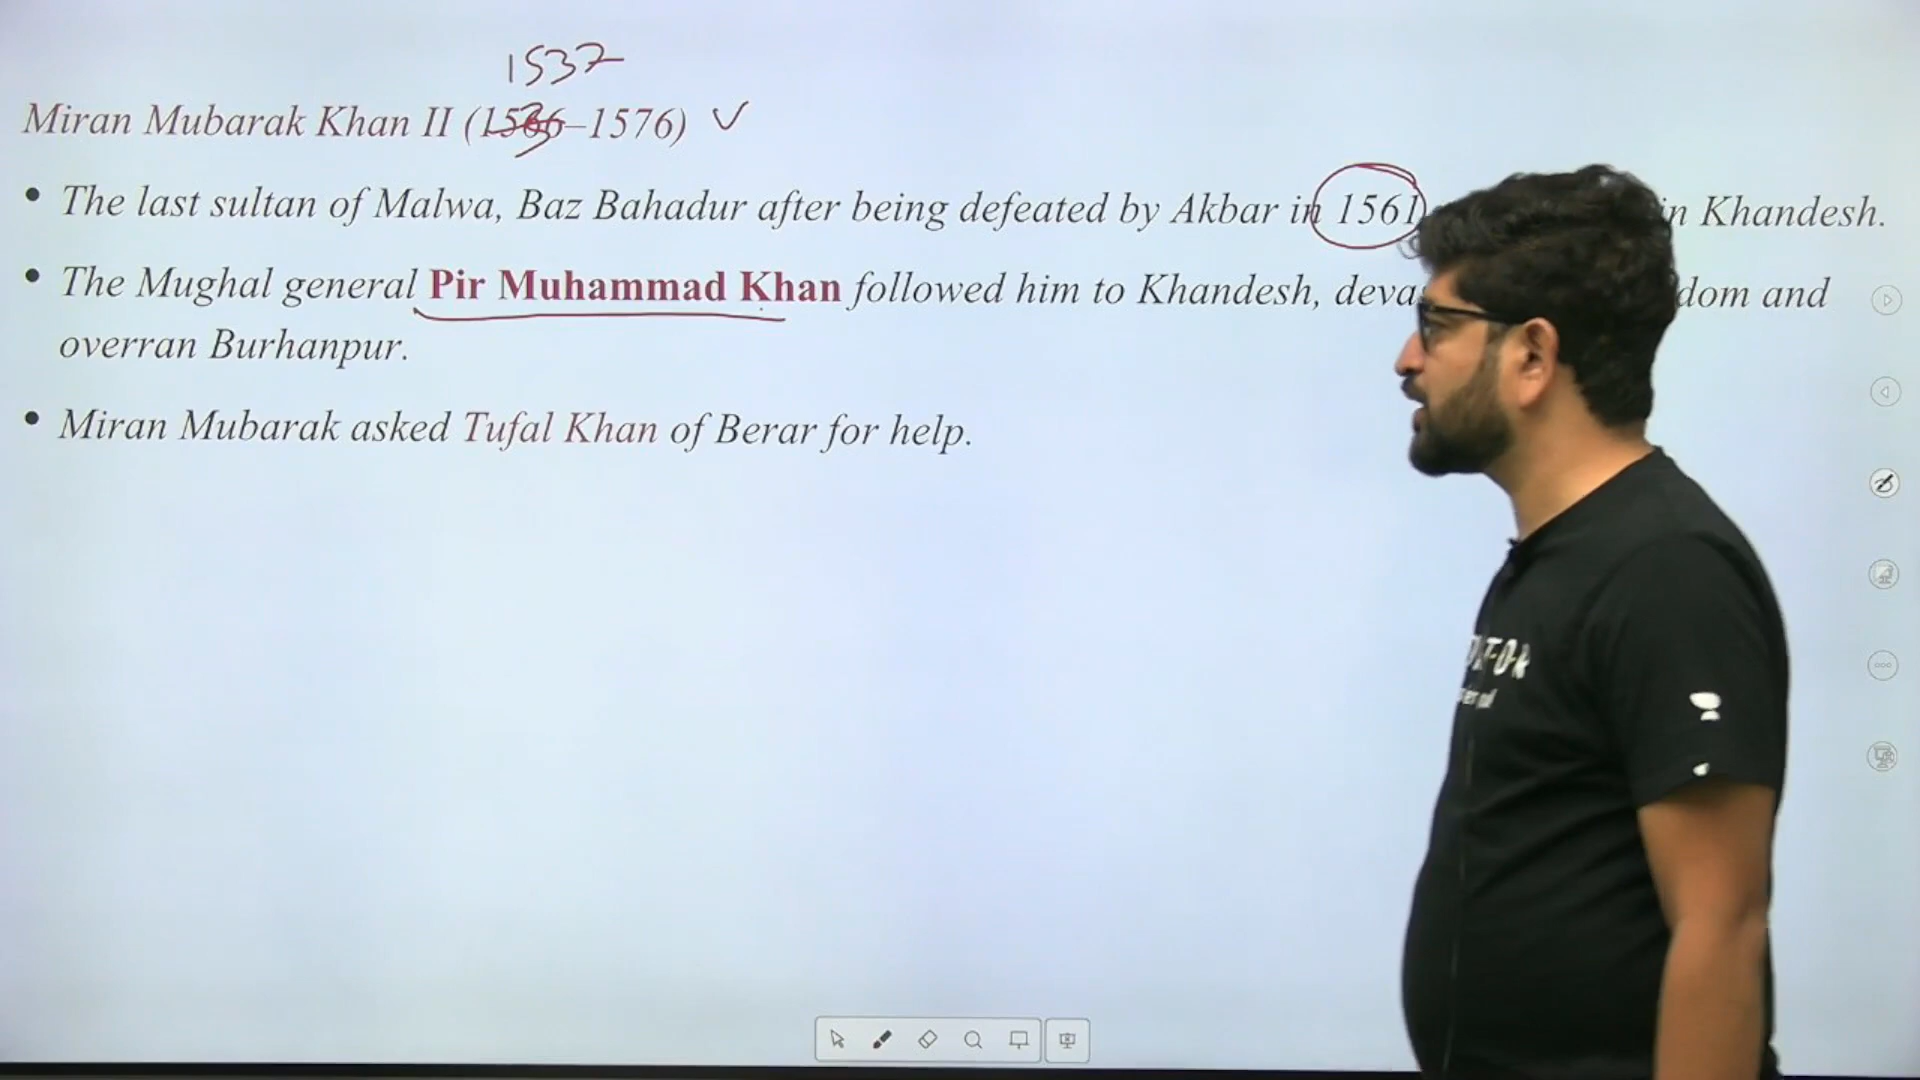 1537
Miran Mubarak Khan II (1536–1576)
• The last sultan of Malwa, Baz Bahadur after being defeated by Akbar in 1561 in Khandesh.
• The Mughal general Pir Muhammad Khan followed him to Khandesh, deva dom and
overran Burhanpur.
• Miran Mubarak asked Tufal Khan of Berar for help.